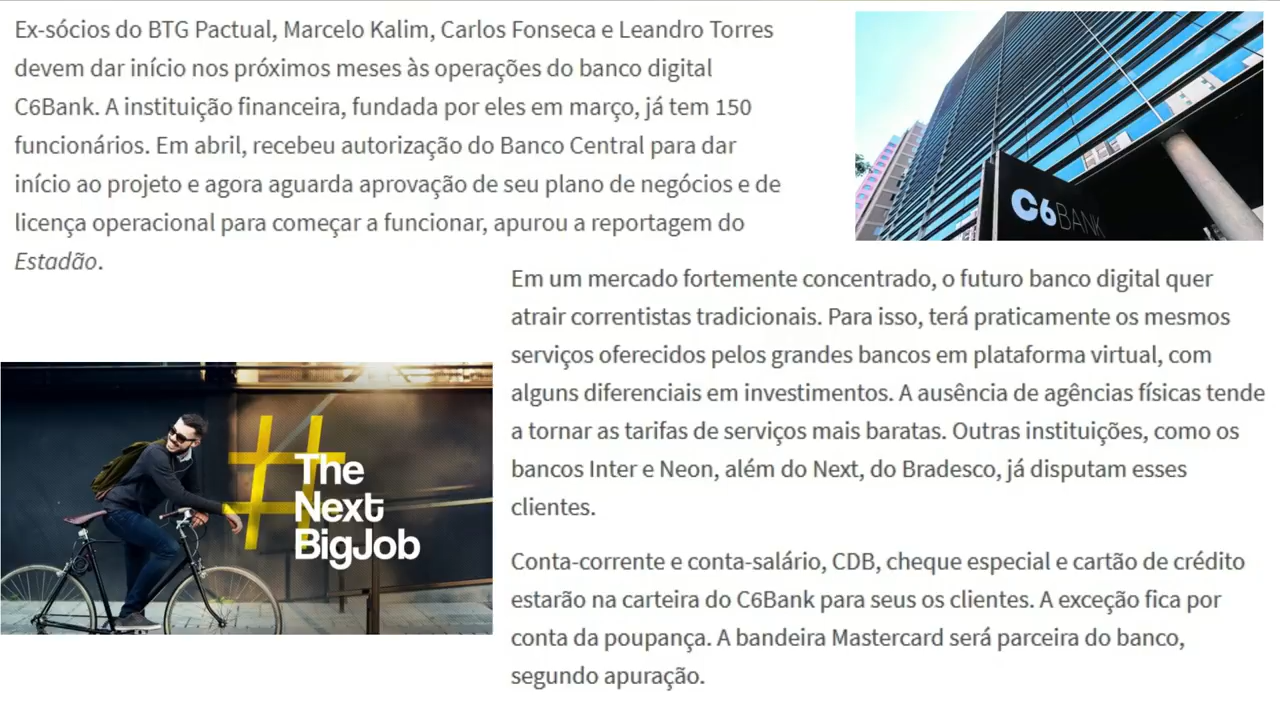 Ex-sócios do BTG Pactual, Marcelo Kalim, Carlos Fonseca e Leandro Torres
devem dar início nos próximos meses às operações do banco digital
C6Bank. A instituição financeira, fundada por eles em março, já tem 150
funcionários. Em abril, recebeu autorização do Banco Central para dar
início ao projeto e agora aguarda aprovação de seu plano de negócios e de
licença operacional para começar a funcionar, apurou a reportagem do
Estadão.
C6BANK
Em um mercado fortemente concentrado, o futuro banco digital quer
atrair correntistas tradicionais. Para isso, terá praticamente os mesmos
serviços oferecidos pelos grandes bancos em plataforma virtual, com
alguns diferenciais em investimentos. A ausência de agências físicas tende
a tornar as tarifas de serviços mais baratas. Outras instituições, como os
bancos Inter e Neon, além do Next, do Bradesco, já disputam esses
clientes.
#
The
Next
BigJob
Conta-corrente e conta-salário, CDB, cheque especial e cartão de crédito
estarão na carteira do C6Bank para seus os clientes. A exceção fica por
conta da poupança. A bandeira Mastercard será parceira do banco,
segundo apuração.